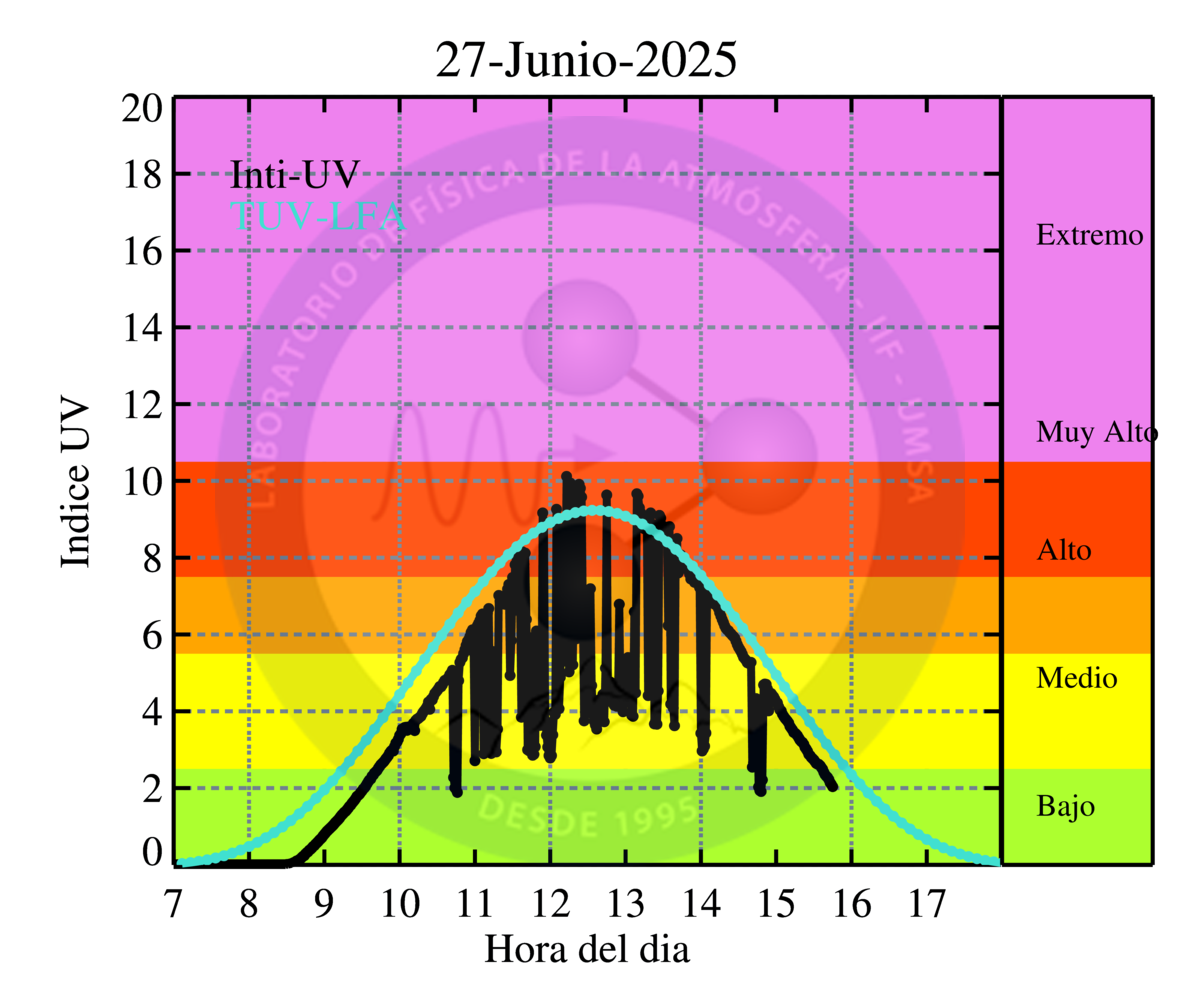 27-Junio-2025
20
18
16
14
12
10
8
6
4
2
0
Indice UV
Inti-UV
TUV-LFA
LABORATORIO DE FÍSICA DE LA ATMÓSFERA - IIF - UMSA
DESDE 1995
Extremo
Muy Alto
Alto
Medio
Bajo
7 8 9 10 11 12 13 14 15 16 17
Hora del dia